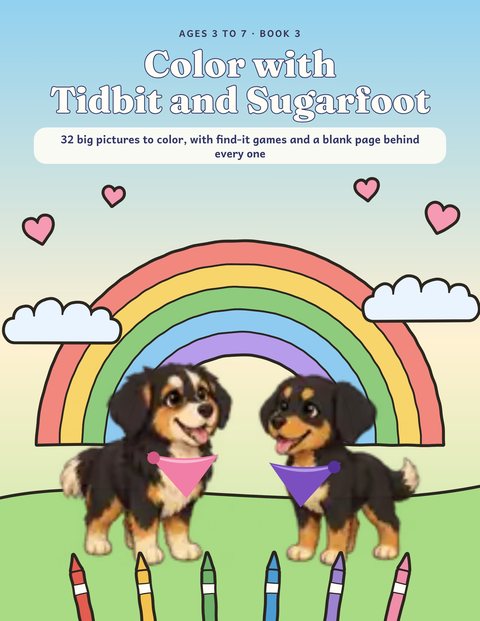 AGES 3 TO 7 · BOOK 3
Color with
Tidbit and Sugarfoot
32 big pictures to color, with find-it games and a blank page behind
every one